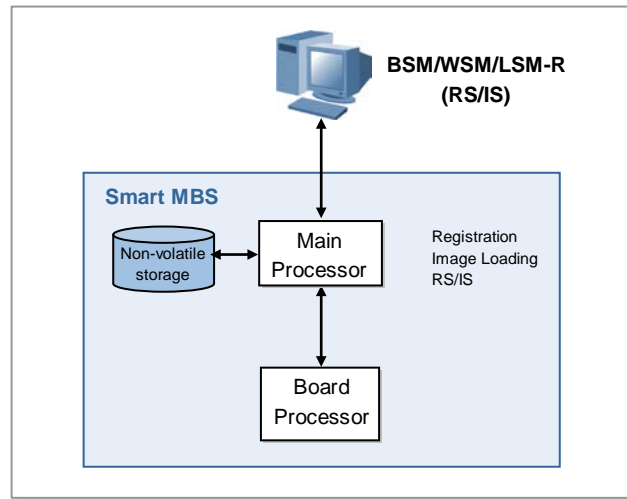 BSM/WSM/LSM-R
(RS/IS)
Smart MBS
Non-volatile
storage
Main
Processor
Registration
Image Loading
RS/IS
Board
Processor